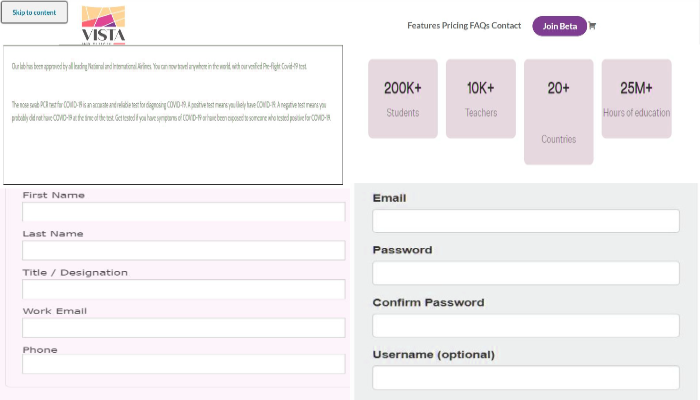 Skip to content
VISTA
Features Pricing FAQs Contact
Join Beta
Our lab has been approved by all leading National and International Airlines. You can now travel anywhere in the world, with our verified Pre-Flight Covid-19 test.
The nose swab PCR test for COVID-19 is an accurate and reliable test for diagnosing COVID-19. A positive test means you likely have COVID-19. A negative test means you
probably did not have COVID-19 at the time of the test. Get tested if you have symptoms of COVID-19 or have been exposed to someone who tested positive for COVID-19.
200K+
Students
10K+
Teachers
20+
Countries
25M+
Hours of education
First Name
Last Name
Title / Designation
Work Email
Phone
Email
Password
Confirm Password
Username (optional)